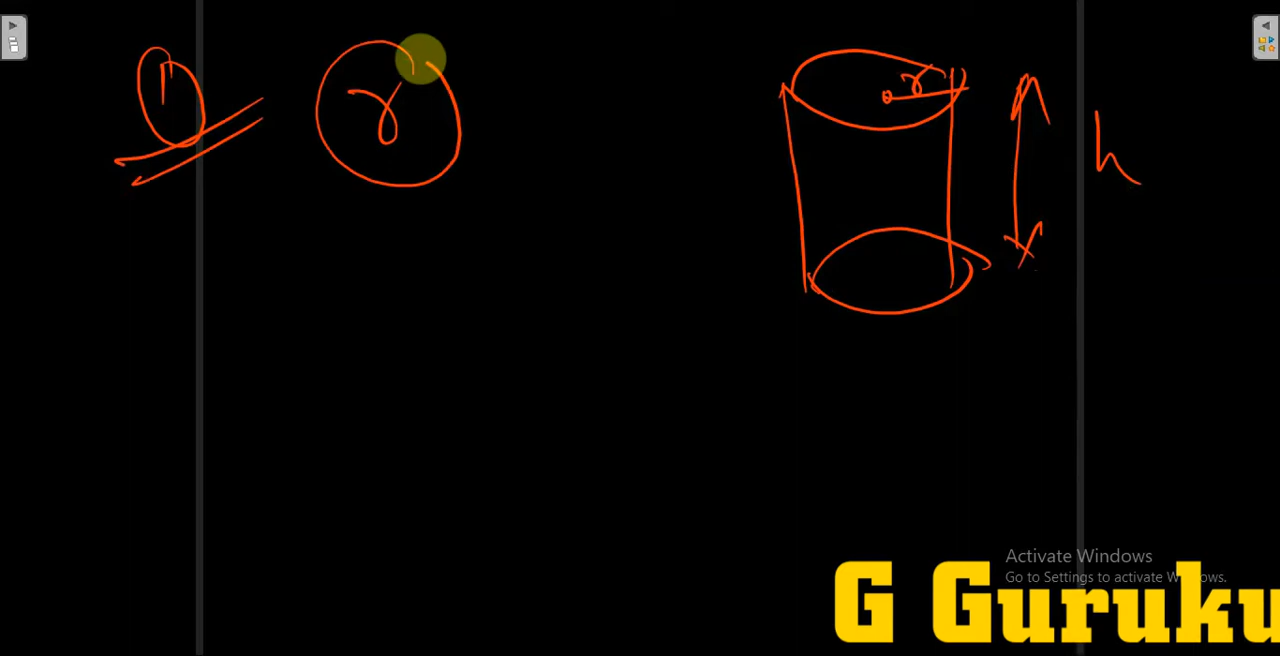 r
r
h
Activate Windows
Go to Settings to activate Windows.
G Guruku